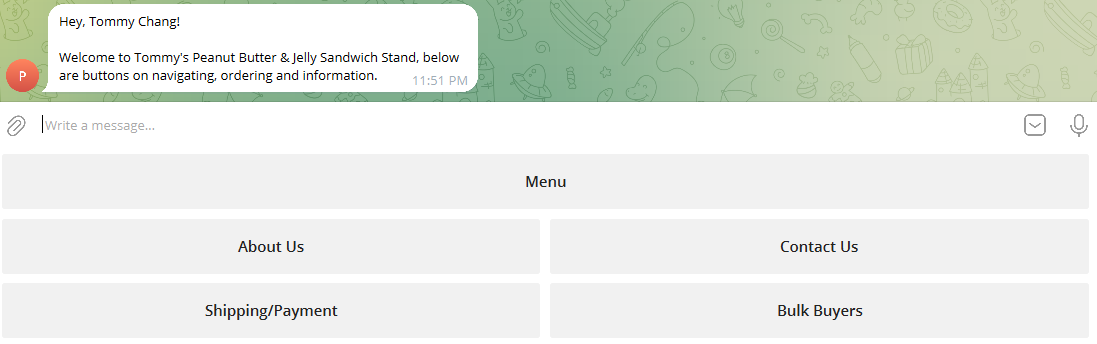 Hey, Tommy Chang!
Welcome to Tommy's Peanut Butter & Jelly Sandwich Stand, below
are buttons on navigating, ordering and information.
11:51 PM
P
Write a message...
Menu
About Us
Contact Us
Shipping/Payment
Bulk Buyers